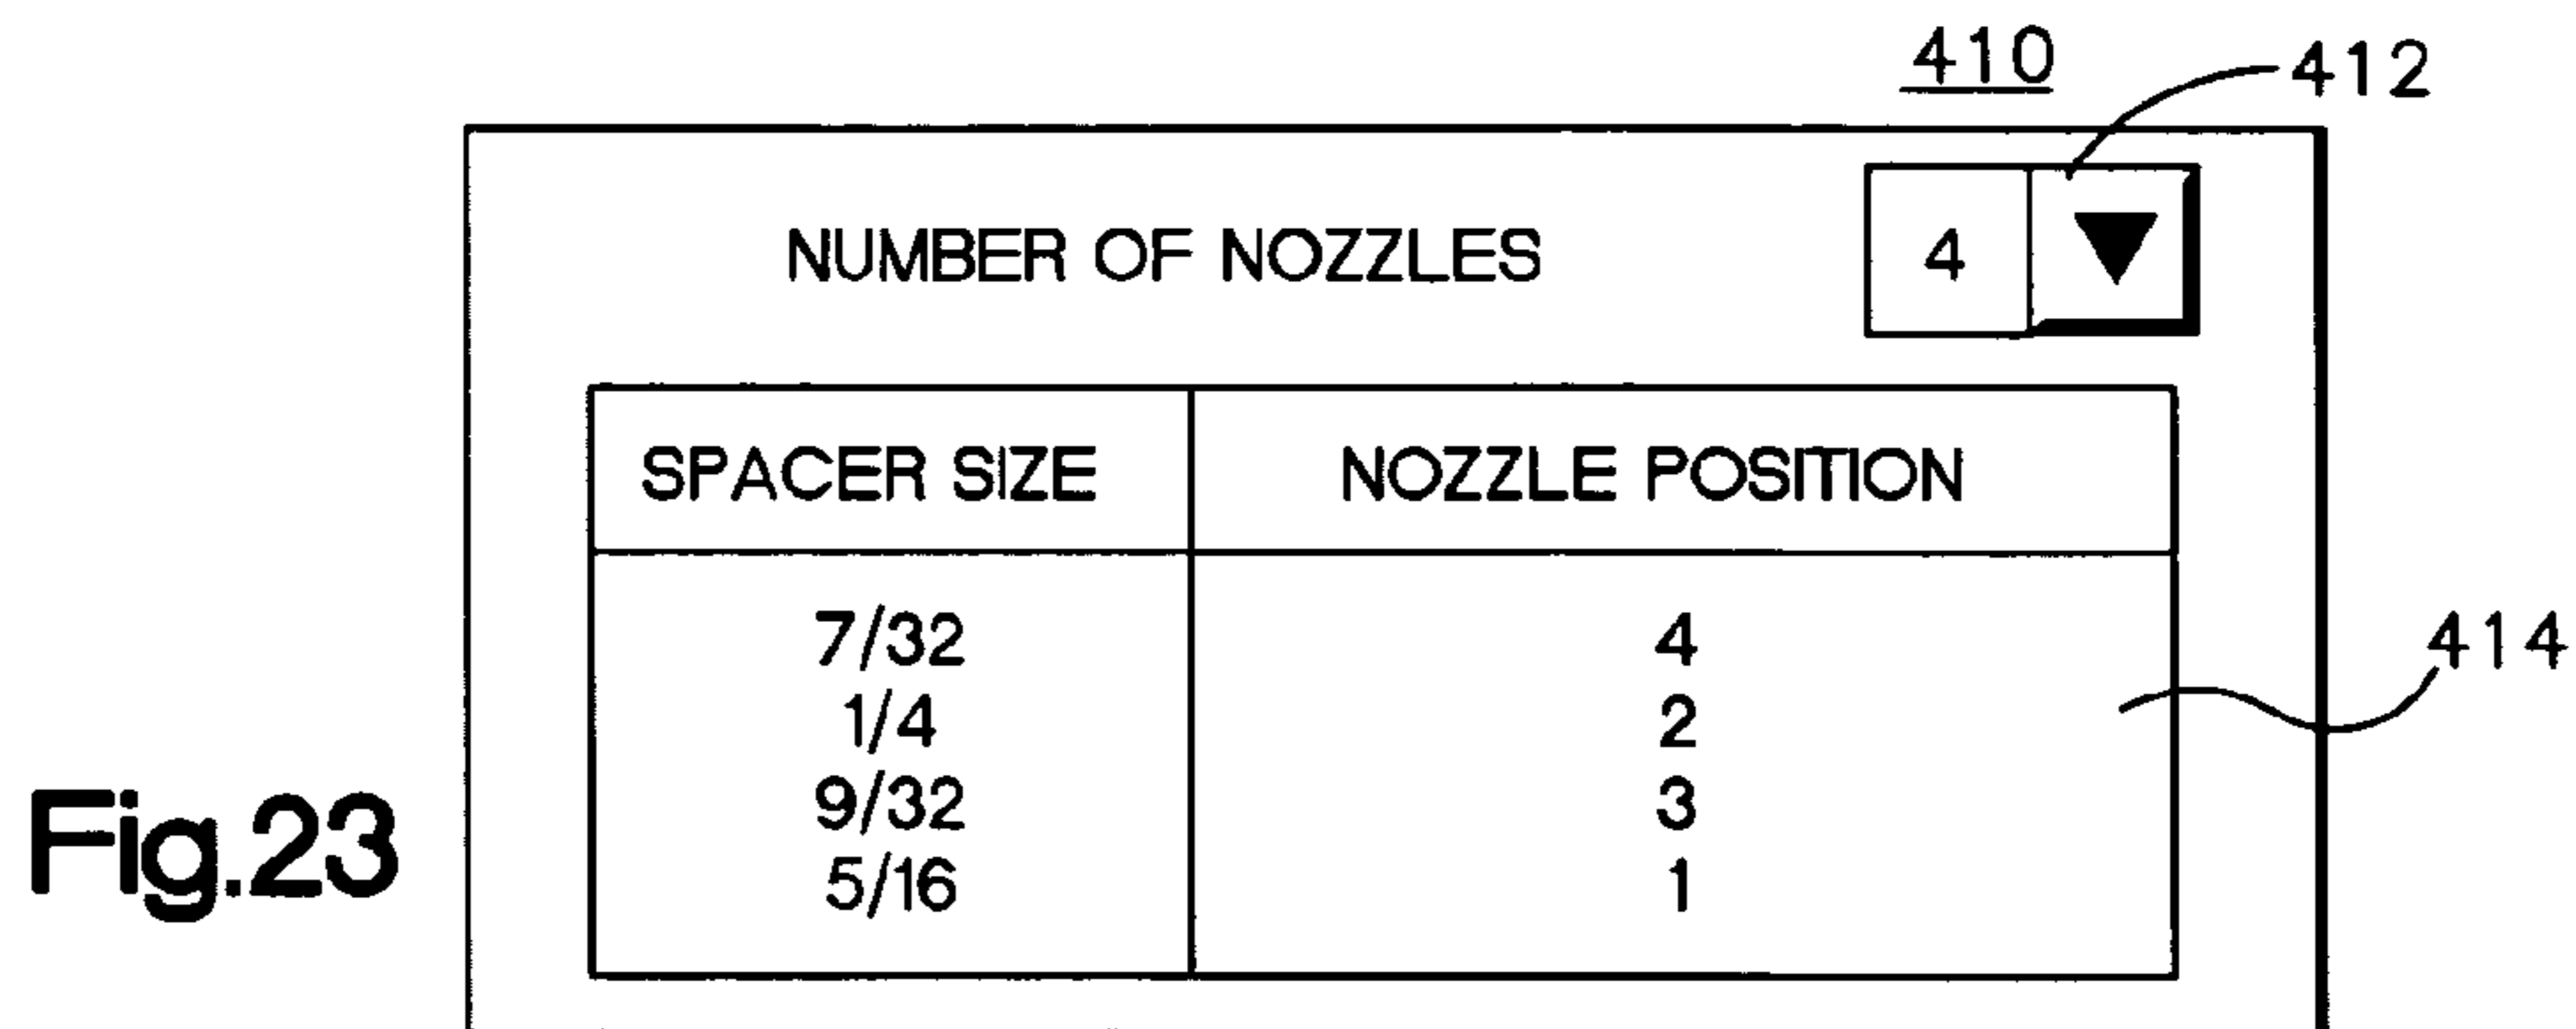 410
412
NUMBER OF NOZZLES 4
SPACER SIZE NOZZLE POSITION
7/32 4
414
1/4 2
9/32 3
5/16 1
Fig.23